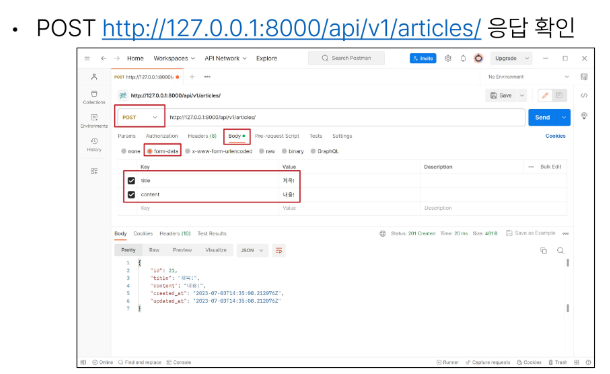 • POST http://127.0.0.1:8000/api/v1/articles/ 응답 확인
Home Workspaces API Network Explore Search Postman Invite Upgrade
POST http://127.0.0.1:8000/a No Environment
http://127.0.0.1:8000/api/v1/articles/ Save
POST http://127.0.0.1:8000/api/v1/articles/ Send
Params Authorization Headers (8) Body Pre-request Script Tests Settings Cookies
none form-data x-www-form-urlencoded raw binary GraphQL
Key Value Description Bulk Edit
title 제목!
content 내용!
Key Value Description
Collections
Environments
History
Body Cookies Headers (10) Test Results Status: 201 Created Time: 20 ms Size: 401 B Save as Example
Pretty Raw Preview Visualize JSON
1 {
2 "id": 21,
3 "title": "제목!",
4 "content": "내용!",
5 "created_at": "2023-07-03T14:35:08.212076Z",
6 "updated_at": "2023-07-03T14:35:08.212076Z"
7 }
Online Find and replace Console Runner Capture requests Cookies Trash